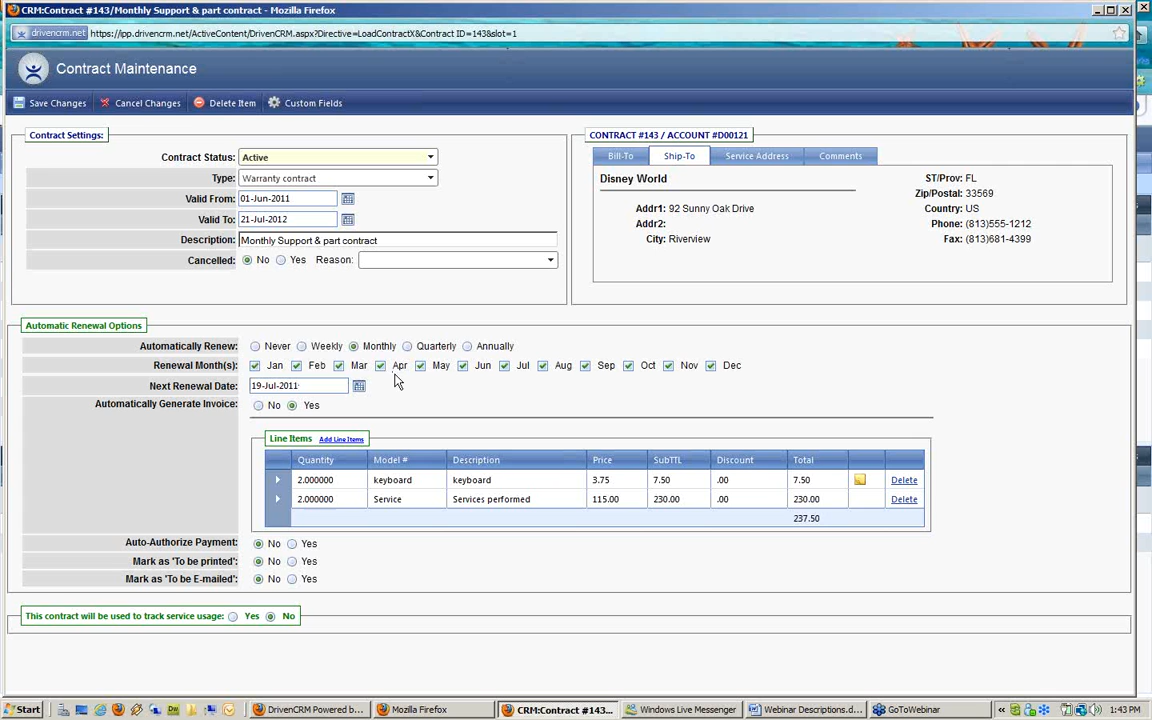 CRM:Contract #143/Monthly Support & part contract - Mozilla Firefox
drivencrm.net https://ipp.drivencrm.net/ActiveContent/DrivenCRM.aspx?Directive=LoadContractX&Contract ID=143&slot=1
Contract Maintenance
Save Changes Cancel Changes Delete Item Custom Fields
Contract Settings:
Contract Status: Active
Type: Warranty contract
Valid From: 01-Jun-2011
Valid To: 21-Jul-2012
Description: Monthly Support & part contract
Cancelled: No Yes Reason:
CONTRACT #143 / ACCOUNT #D00121
Bill-To Ship-To Service Address Comments
Disney World ST/Prov: FL
Zip/Postal: 33569
Addr1: 92 Sunny Oak Drive Country: US
Addr2: Phone: (813)555-1212
City: Riverview Fax: (813)681-4399
Automatic Renewal Options
Automatically Renew: Never Weekly Monthly Quarterly Annually
Renewal Month(s): Jan Feb Mar Apr May Jun Jul Aug Sep Oct Nov Dec
Next Renewal Date: 19-Jul-2011
Automatically Generate Invoice: No Yes
Line Items Add Line Items
Quantity Model # Description Price SubTTL Discount Total
2.000000 keyboard keyboard 3.75 7.50 .00 7.50 Delete
2.000000 Service Services performed 115.00 230.00 .00 230.00 Delete
237.50
Auto-Authorize Payment: No Yes
Mark as 'To be printed': No Yes
Mark as 'To be E-mailed': No Yes
This contract will be used to track service usage: Yes No
Start DrivenCRM Powered b... Mozilla Firefox CRM:Contract #143... Windows Live Messenger Webinar Descriptions.d... GoToWebinar 1:43 PM